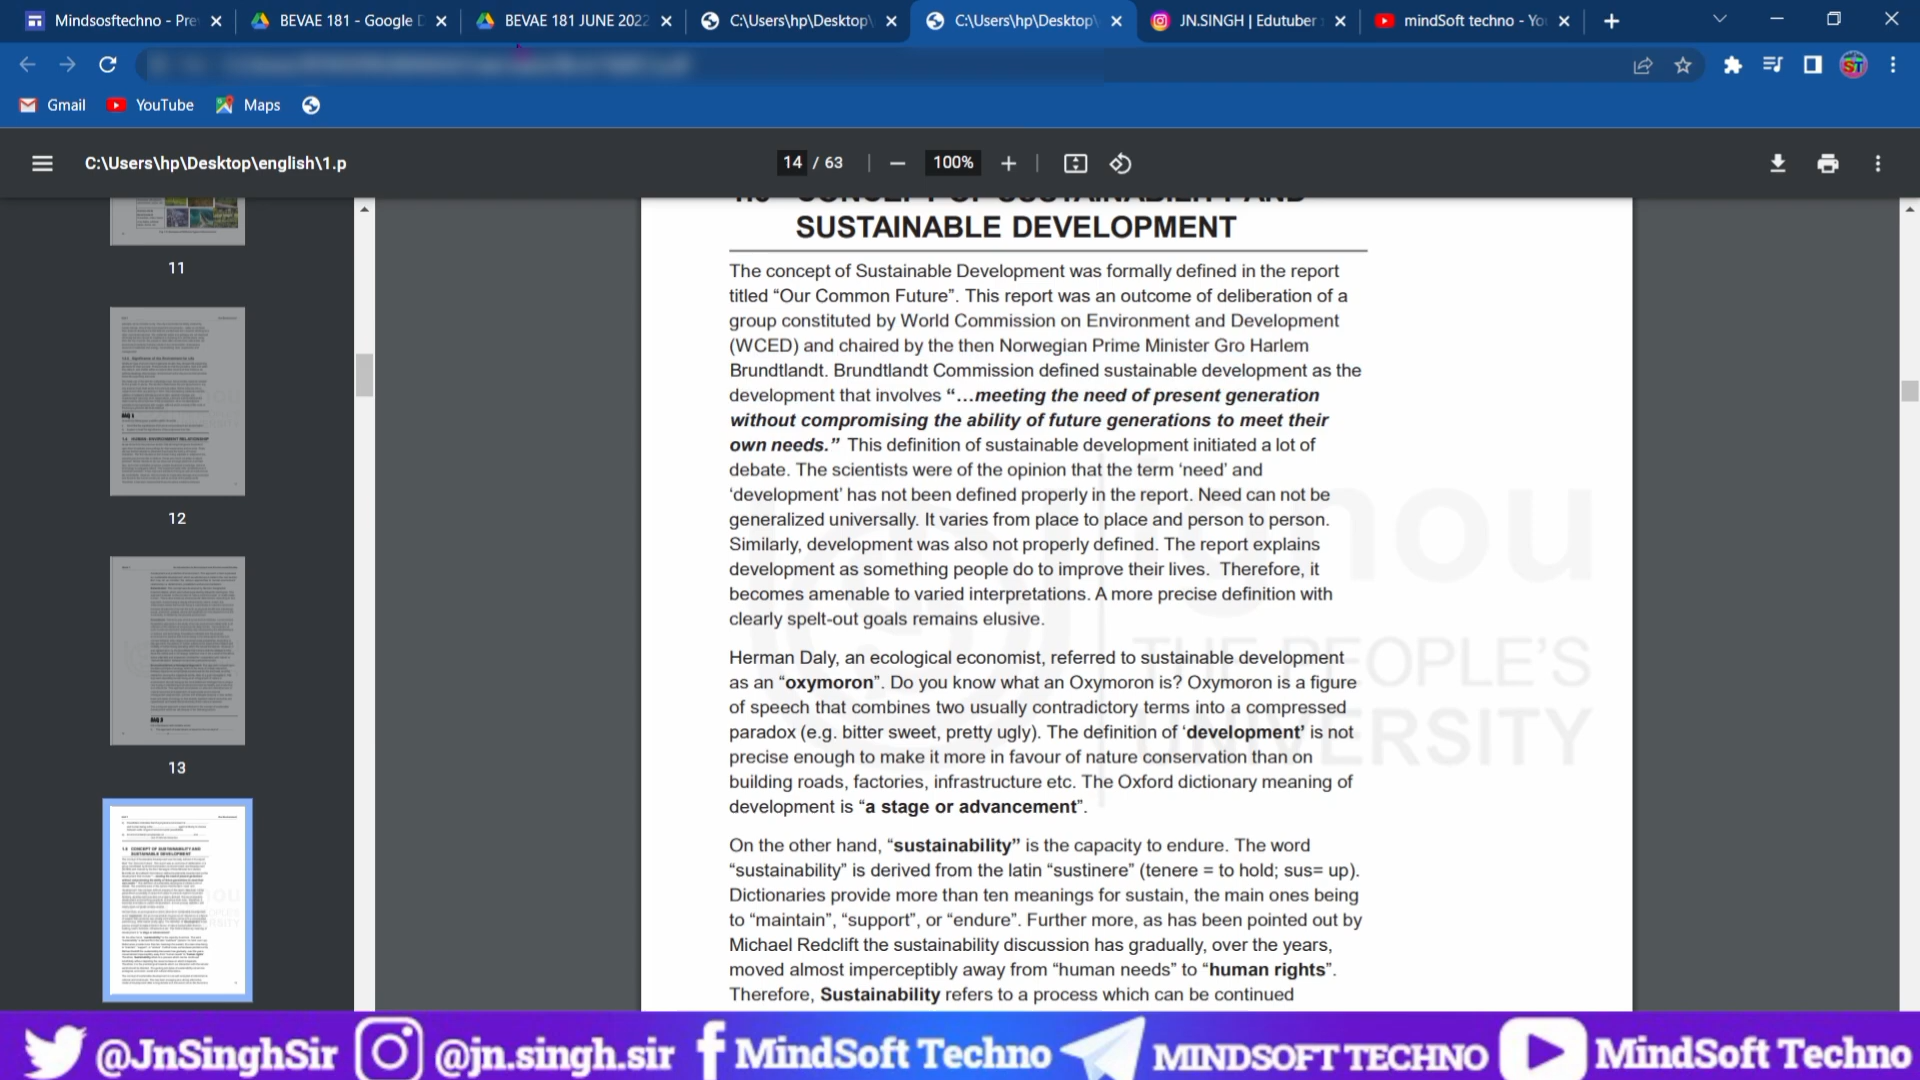 Mindsosftechno - Pre
BEVAE 181 - Google D
BEVAE 181 JUNE 2022
C:\Users\hp\Desktop\
C:\Users\hp\Desktop\
JN.SINGH | Edutuber
mindSoft techno - Yo
Gmail
YouTube
Maps
ST
C:\Users\hp\Desktop\english\1.p
14 / 63
100%
11
12
13
SUSTAINABLE DEVELOPMENT
The concept of Sustainable Development was formally defined in the report
titled “Our Common Future”. This report was an outcome of deliberation of a
group constituted by World Commission on Environment and Development
(WCED) and chaired by the then Norwegian Prime Minister Gro Harlem
Brundtlandt. Brundtlandt Commission defined sustainable development as the
development that involves “…meeting the need of present generation
without compromising the ability of future generations to meet their
own needs.” This definition of sustainable development initiated a lot of
debate. The scientists were of the opinion that the term ‘need’ and
‘development’ has not been defined properly in the report. Need can not be
generalized universally. It varies from place to place and person to person.
Similarly, development was also not properly defined. The report explains
development as something people do to improve their lives. Therefore, it
becomes amenable to varied interpretations. A more precise definition with
clearly spelt-out goals remains elusive.
Herman Daly, an ecological economist, referred to sustainable development
as an “oxymoron”. Do you know what an Oxymoron is? Oxymoron is a figure
of speech that combines two usually contradictory terms into a compressed
paradox (e.g. bitter sweet, pretty ugly). The definition of ‘development’ is not
precise enough to make it more in favour of nature conservation than on
building roads, factories, infrastructure etc. The Oxford dictionary meaning of
development is “a stage or advancement”.
On the other hand, “sustainability” is the capacity to endure. The word
“sustainability” is derived from the latin “sustinere” (tenere = to hold; sus= up).
Dictionaries provide more than ten meanings for sustain, the main ones being
to “maintain”, “support”, or “endure”. Further more, as has been pointed out by
Michael Redclift the sustainability discussion has gradually, over the years,
moved almost imperceptibly away from “human needs” to “human rights”.
Therefore, Sustainability refers to a process which can be continued
ignou
THE PEOPLE’S
UNIVERSITY
@JnSinghSir
@jn.singh.sir
MindSoft Techno
MINDSOFT TECHNO
MindSoft Techno